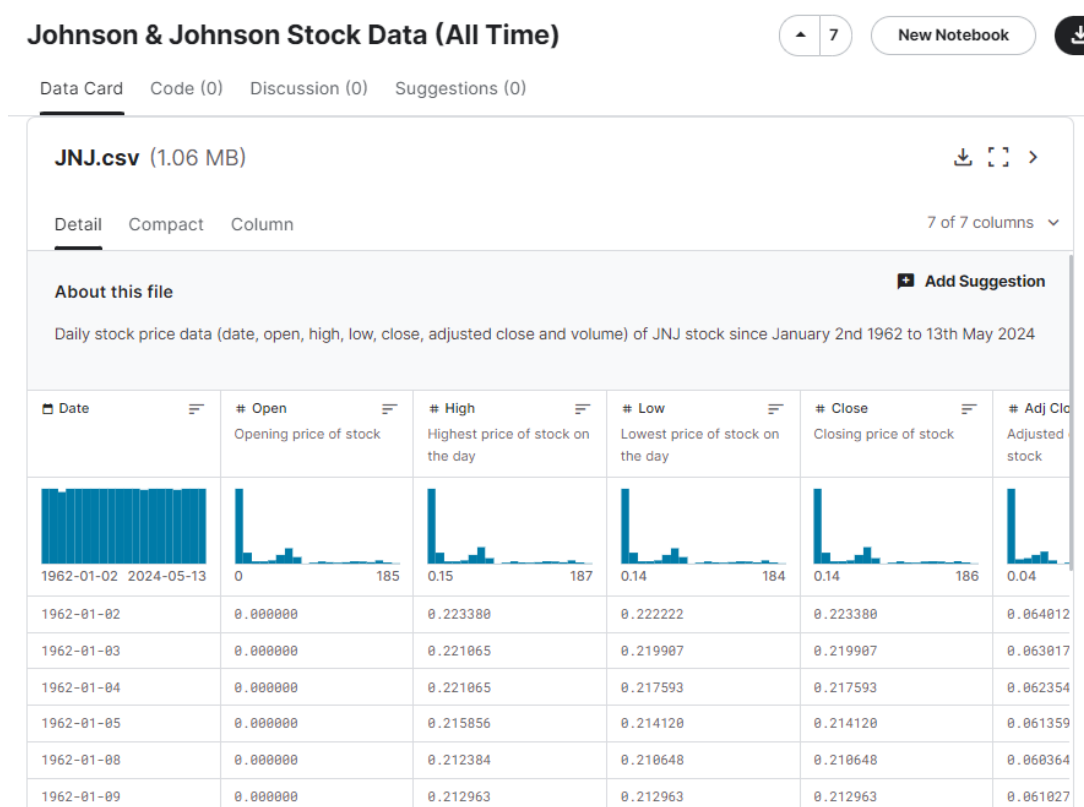 Johnson & Johnson Stock Data (All Time)
7
New Notebook
Data Card Code (0) Discussion (0) Suggestions (0)
JNJ.csv (1.06 MB)
Detail Compact Column
7 of 7 columns
About this file
Add Suggestion
Daily stock price data (date, open, high, low, close, adjusted close and volume) of JNJ stock since January 2nd 1962 to 13th May 2024
Date # Open # High # Low # Close # Adj Clo
Opening price of stock Highest price of stock on Lowest price of stock on Closing price of stock Adjusted
the day the day stock
1962-01-02 2024-05-13 0 185 0.15 187 0.14 184 0.14 186 0.04
1962-01-02 0.000000 0.223380 0.222222 0.223380 0.064012
1962-01-03 0.000000 0.221065 0.219907 0.219907 0.063017
1962-01-04 0.000000 0.221065 0.217593 0.217593 0.062354
1962-01-05 0.000000 0.215856 0.214120 0.214120 0.061359
1962-01-08 0.000000 0.212384 0.210648 0.210648 0.060364
1962-01-09 0.000000 0.212963 0.212963 0.212963 0.061027